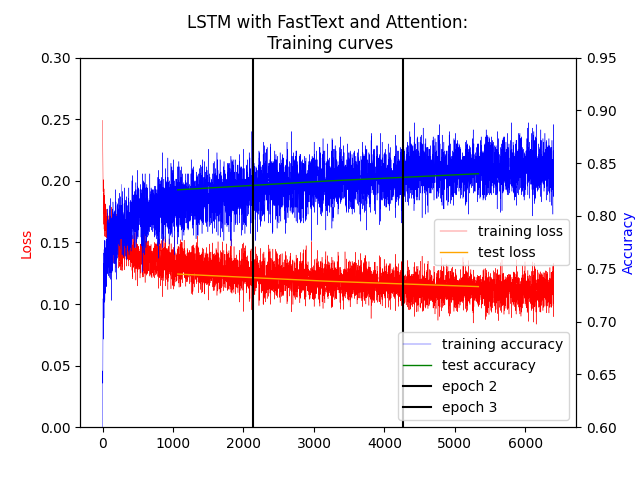 LSTM with FastText and Attention:
Training curves
0.30
0.25
0.20
0.15
0.10
0.05
0.00
Loss
0.95
0.90
0.85
0.80
0.75
0.70
0.65
0.60
Accuracy
training loss
test loss
training accuracy
test accuracy
epoch 2
epoch 3
0 1000 2000 3000 4000 5000 6000